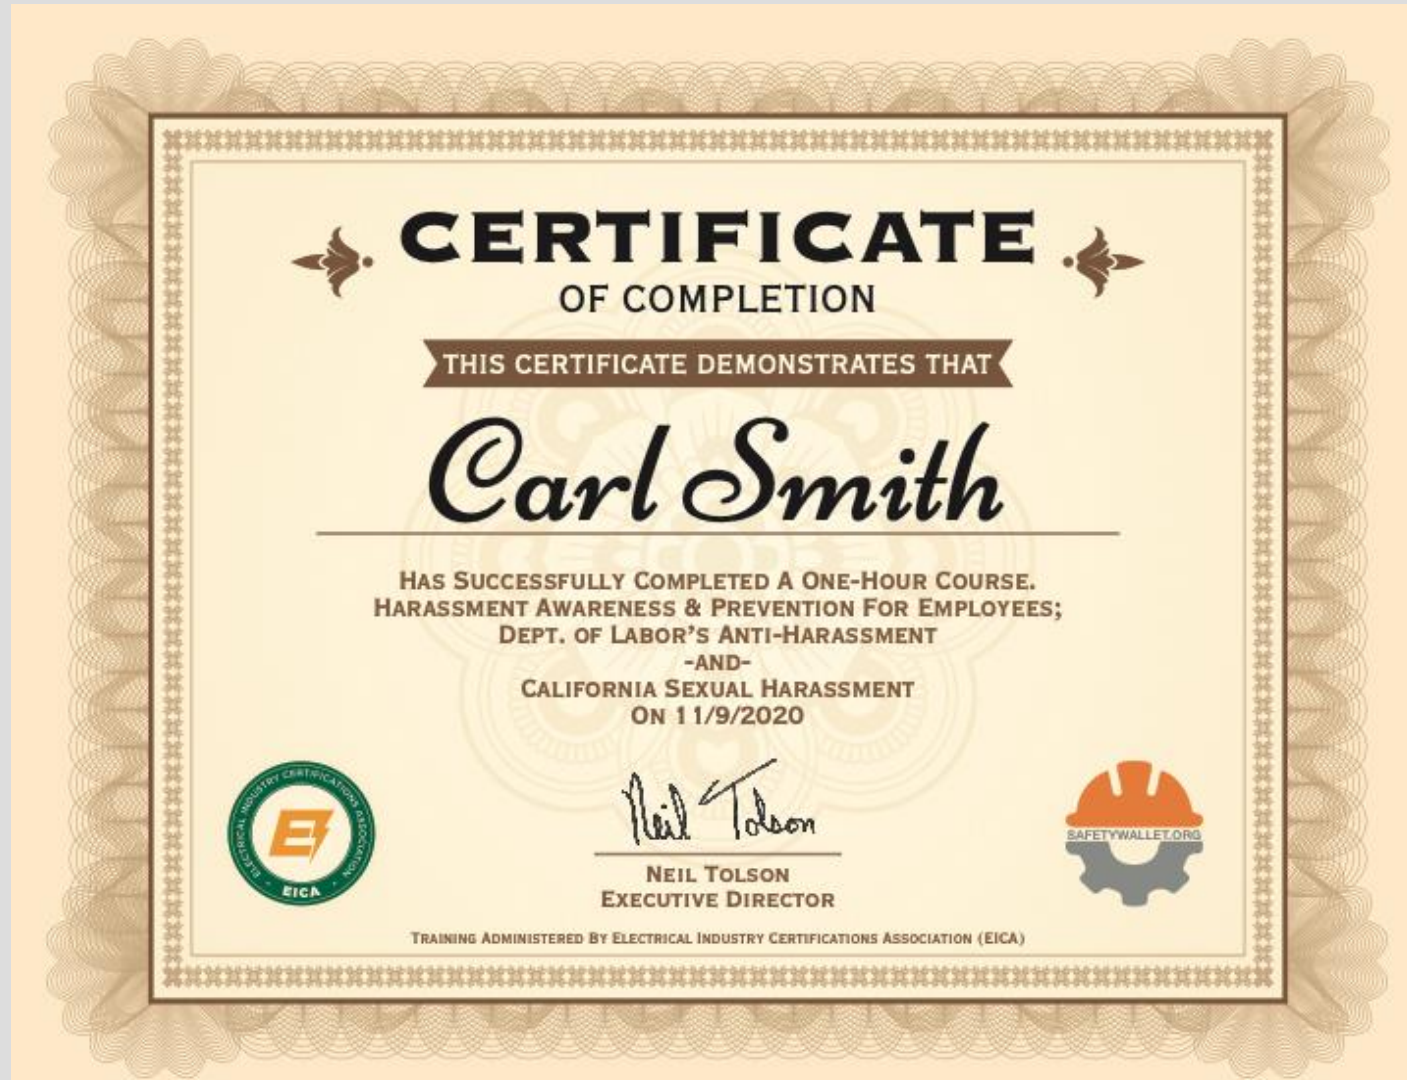 CERTIFICATE
OF COMPLETION
THIS CERTIFICATE DEMONSTRATES THAT
Carl Smith
HAS SUCCESSFULLY COMPLETED A ONE-HOUR COURSE.
HARASSMENT AWARENESS & PREVENTION FOR EMPLOYEES;
DEPT. OF LABOR'S ANTI-HARASSMENT
-AND-
CALIFORNIA SEXUAL HARASSMENT
ON 11/9/2020
ELECTRICAL INDUSTRY CERTIFICATIONS ASSOCIATION
E
EICA
Neil Tolson
NEIL TOLSON
EXECUTIVE DIRECTOR
SAFETYWALLET.ORG
TRAINING ADMINISTERED BY ELECTRICAL INDUSTRY CERTIFICATIONS ASSOCIATION (EICA)